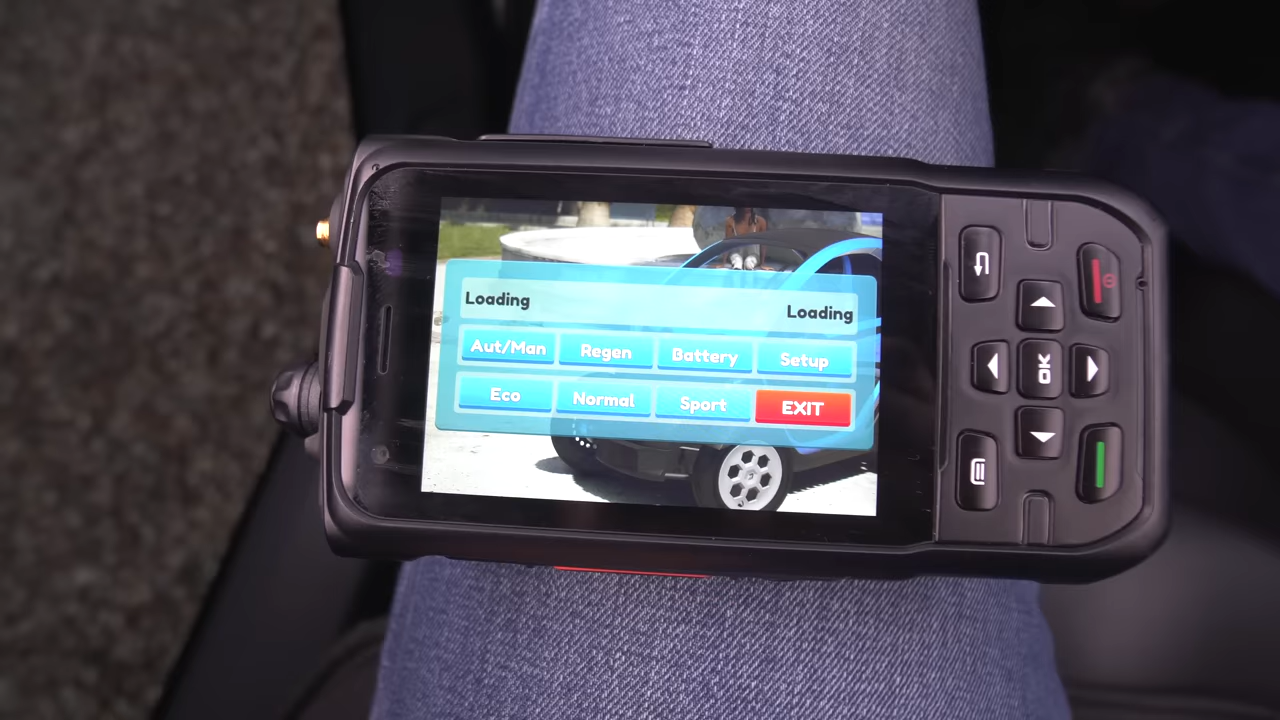 Loading Loading
Aut/Man Regen Battery Setup
Eco Normal Sport EXIT
OK